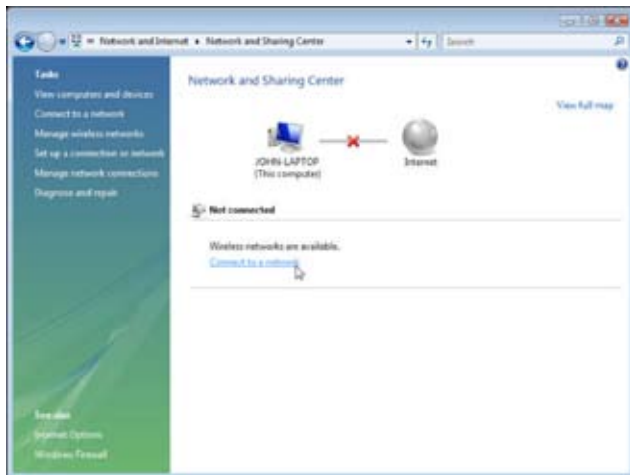 Network and Internet ▸ Network and Sharing Center
Search
Tasks
View computers and devices
Connect to a network
Manage wireless networks
Set up a connection or network
Manage network connections
Diagnose and repair
Network and Sharing Center
View full map
JOHN-LAPTOP
(This computer)
Internet
Not connected
Wireless networks are available.
Connect to a network
See also
Internet Options
Windows Firewall